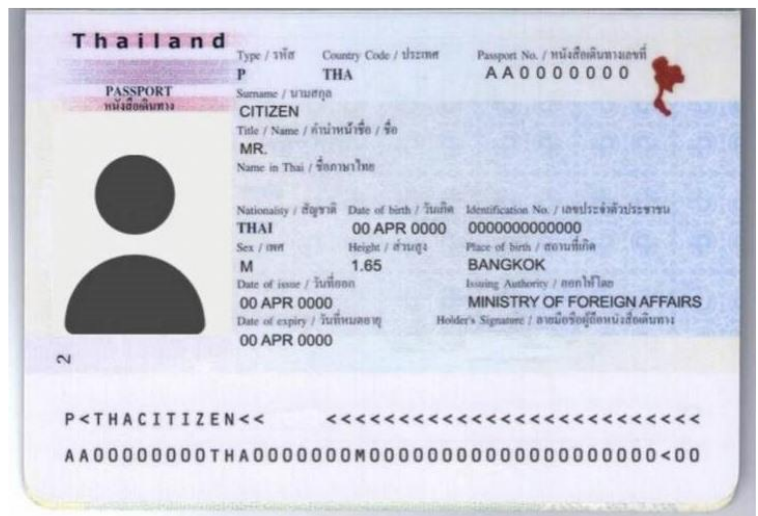 Thailand
PASSPORT
หนังสือเดินทาง
Type / รหัส Country Code / ประเทศ Passport No. / หนังสือเดินทางเลขที่
P THA AA0000000
Surname / นามสกุล
CITIZEN
Title / Name / คำนำหน้าชื่อ / ชื่อ
MR.
Name in Thai / ชื่อภาษาไทย
Nationality / สัญชาติ Date of birth / วันเกิด Identification No. / เลขประจำตัวประชาชน
THAI 00 APR 0000 0000000000000
Sex / เพศ Height / ส่วนสูง Place of birth / สถานที่เกิด
M 1.65 BANGKOK
Date of issue / วันที่ออก Issuing Authority / ออกให้โดย
00 APR 0000 MINISTRY OF FOREIGN AFFAIRS
Date of expiry / วันที่หมดอายุ Holder's Signature / ลายมือชื่อผู้ถือหนังสือเดินทาง
00 APR 0000
2
P<THACITIZEN<< <<<<<<<<<<<<<<<<<<<<<<<<<<
AA00000000THA0000000M00000000000000000000<00